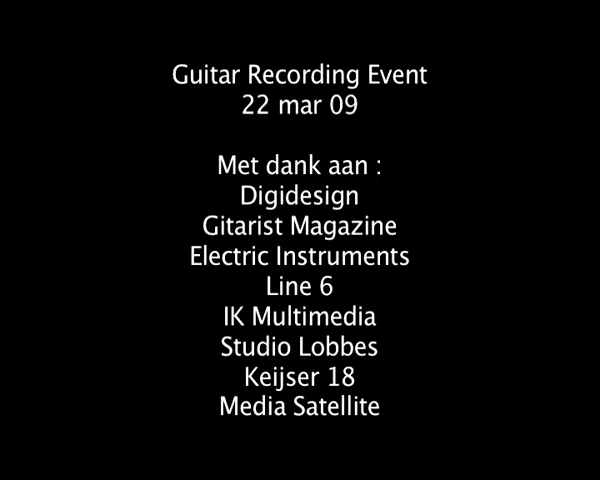 Guitar Recording Event
22 mar 09
Met dank aan :
Digidesign
Gitarist Magazine
Electric Instruments
Line 6
IK Multimedia
Studio Lobbes
Keijser 18
Media Satellite